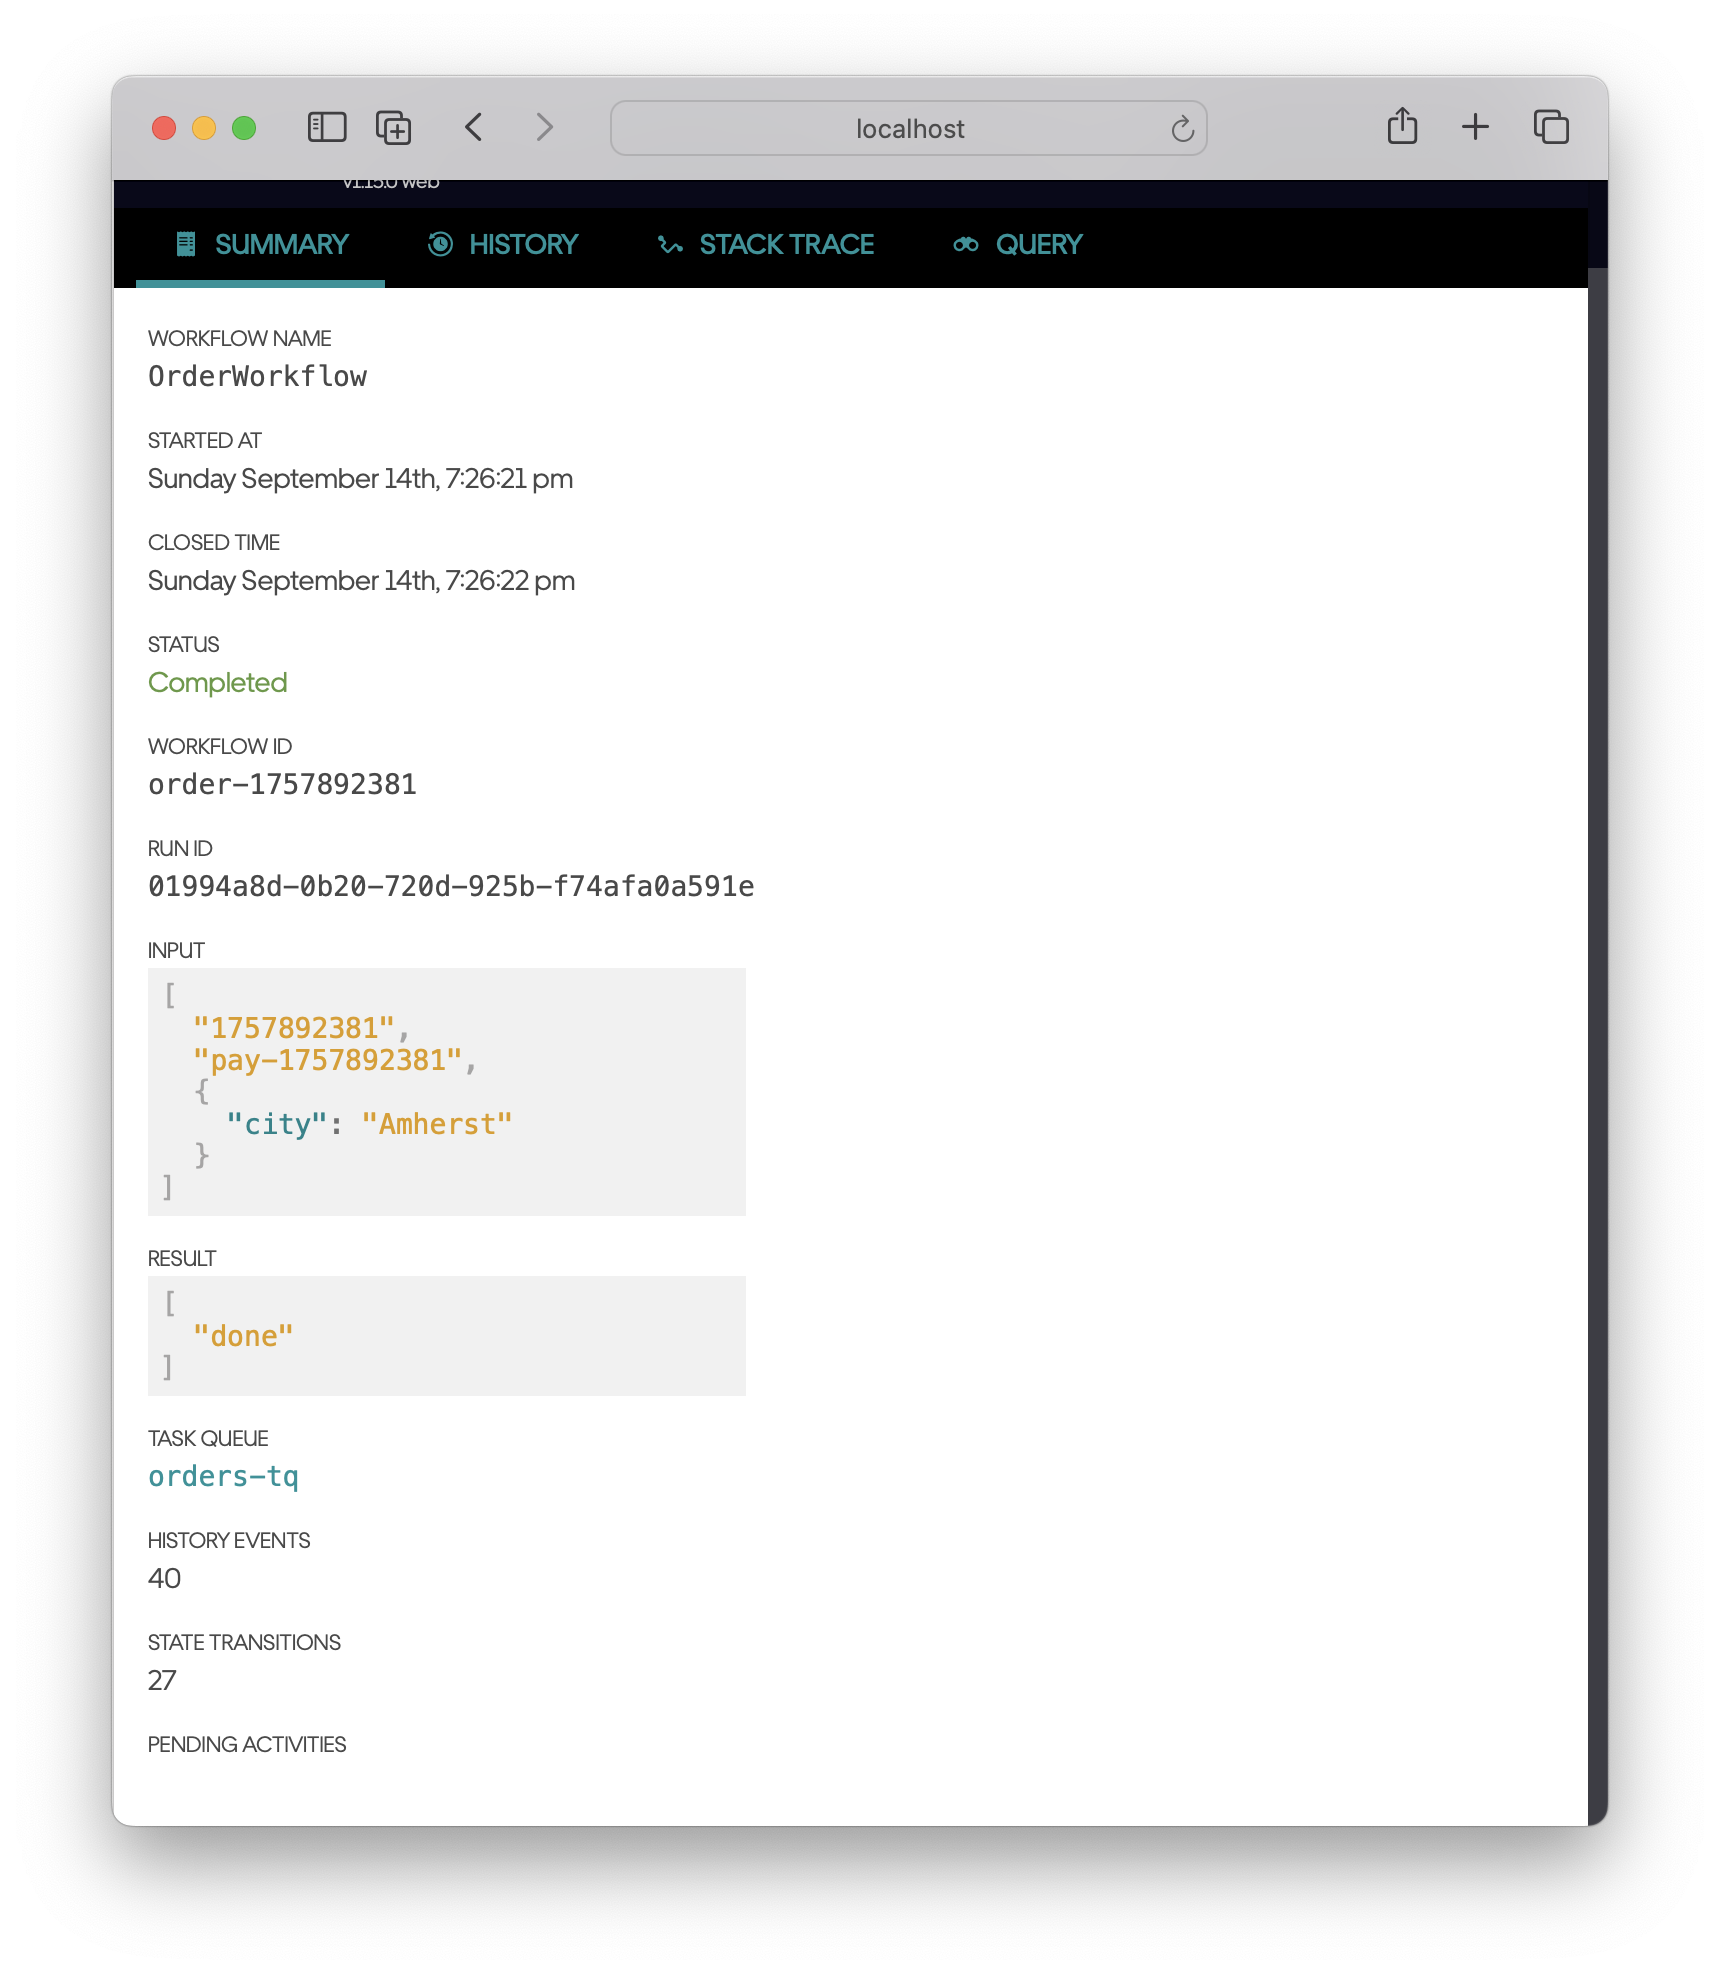 localhost
v1.15.0 web
SUMMARY HISTORY STACK TRACE QUERY
WORKFLOW NAME
OrderWorkflow
STARTED AT
Sunday September 14th, 7:26:21 pm
CLOSED TIME
Sunday September 14th, 7:26:22 pm
STATUS
Completed
WORKFLOW ID
order-1757892381
RUN ID
01994a8d-0b20-720d-925b-f74afa0a591e
INPUT
[
"1757892381",
"pay-1757892381",
{
"city": "Amherst"
}
]
RESULT
[
"done"
]
TASK QUEUE
orders-tq
HISTORY EVENTS
40
STATE TRANSITIONS
27
PENDING ACTIVITIES